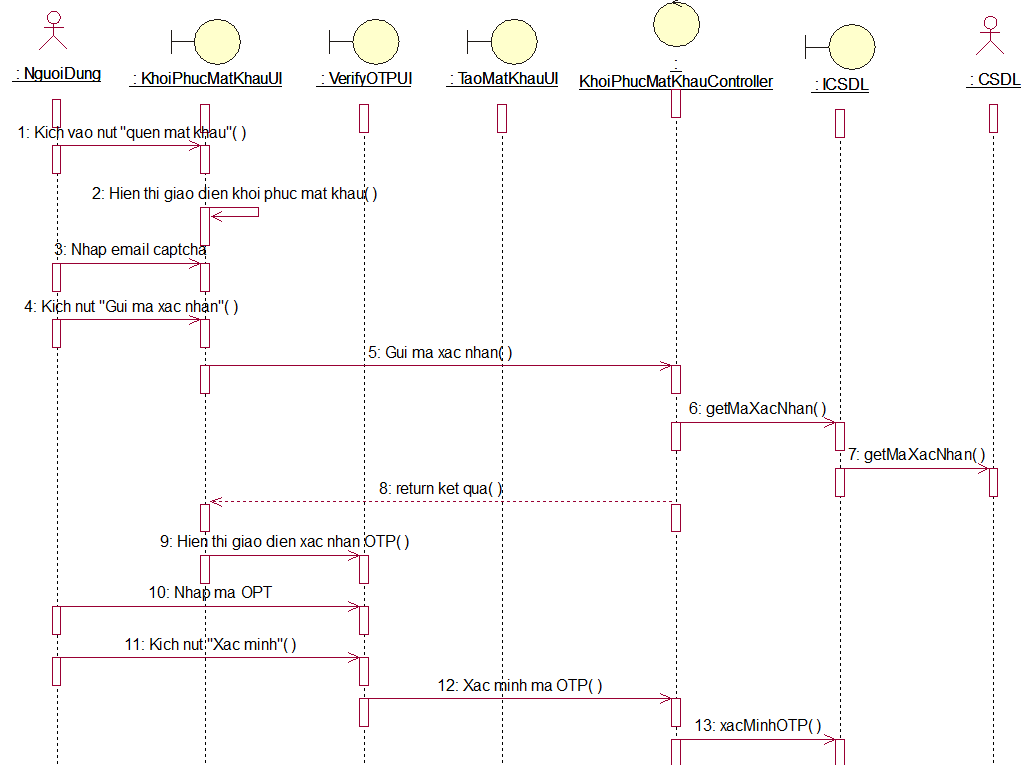 : NguoiDung
: KhoiPhucMatKhauUI
: VerifyOTPUI
: TaoMatKhauUI
:
KhoiPhucMatKhauController
: ICSDL
: CSDL
1: Kich vao nut "quen mat khau"( )
2: Hien thi giao dien khoi phuc mat khau( )
3: Nhap email captcha
4: Kich nut "Gui ma xac nhan"( )
5: Gui ma xac nhan( )
6: getMaXacNhan( )
7: getMaXacNhan( )
8: return ket qua( )
9: Hien thi giao dien xac nhan OTP( )
10: Nhap ma OPT
11: Kich nut "Xac minh"( )
12: Xac minh ma OTP( )
13: xacMinhOTP( )